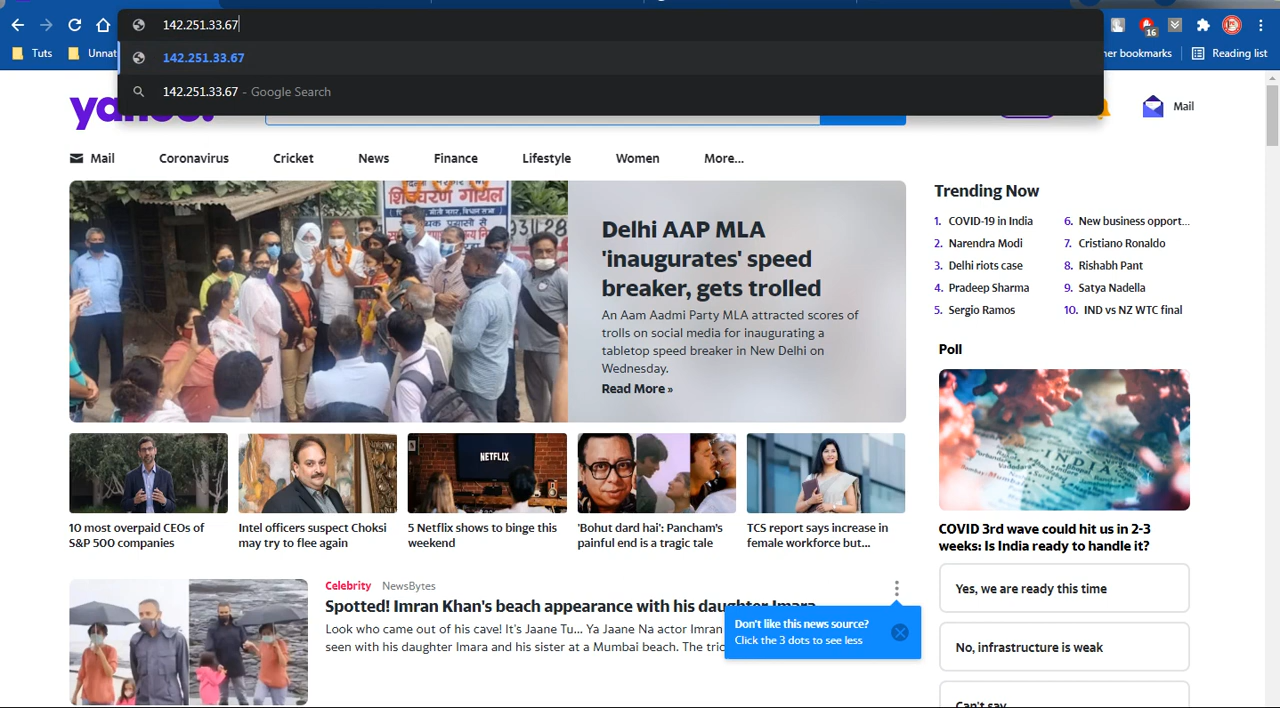 142.251.33.67
16
142.251.33.67
142.251.33.67 - Google Search
Tuts
Unnat
her bookmarks
Reading list
Mail
Mail
Coronavirus
Cricket
News
Finance
Lifestyle
Women
More...
शिवचरण गोयल
Delhi AAP MLA
'inaugurates' speed
breaker, gets trolled
An Aam Aadmi Party MLA attracted scores of
trolls on social media for inaugurating a
tabletop speed breaker in New Delhi on
Wednesday.
Read More »
Trending Now
1. COVID-19 in India
2. Narendra Modi
3. Delhi riots case
4. Pradeep Sharma
5. Sergio Ramos
6. New business opport...
7. Cristiano Ronaldo
8. Rishabh Pant
9. Satya Nadella
10. IND vs NZ WTC final
Poll
INDIA
COVID 3rd wave could hit us in 2-3
weeks: Is India ready to handle it?
Yes, we are ready this time
No, infrastructure is weak
Can't say
NETFLIX
10 most overpaid CEOs of
S&P 500 companies
Intel officers suspect Choksi
may try to flee again
5 Netflix shows to binge this
weekend
'Bohut dard hai': Pancham's
painful end is a tragic tale
TCS report says increase in
female workforce but...
Celebrity NewsBytes
Spotted! Imran Khan's beach appearance with his daughter Imara
Look who came out of his cave! It's Jaane Tu... Ya Jaane Na actor Imran
seen with his daughter Imara and his sister at a Mumbai beach. The
Don't like this news source?
Click the 3 dots to see less